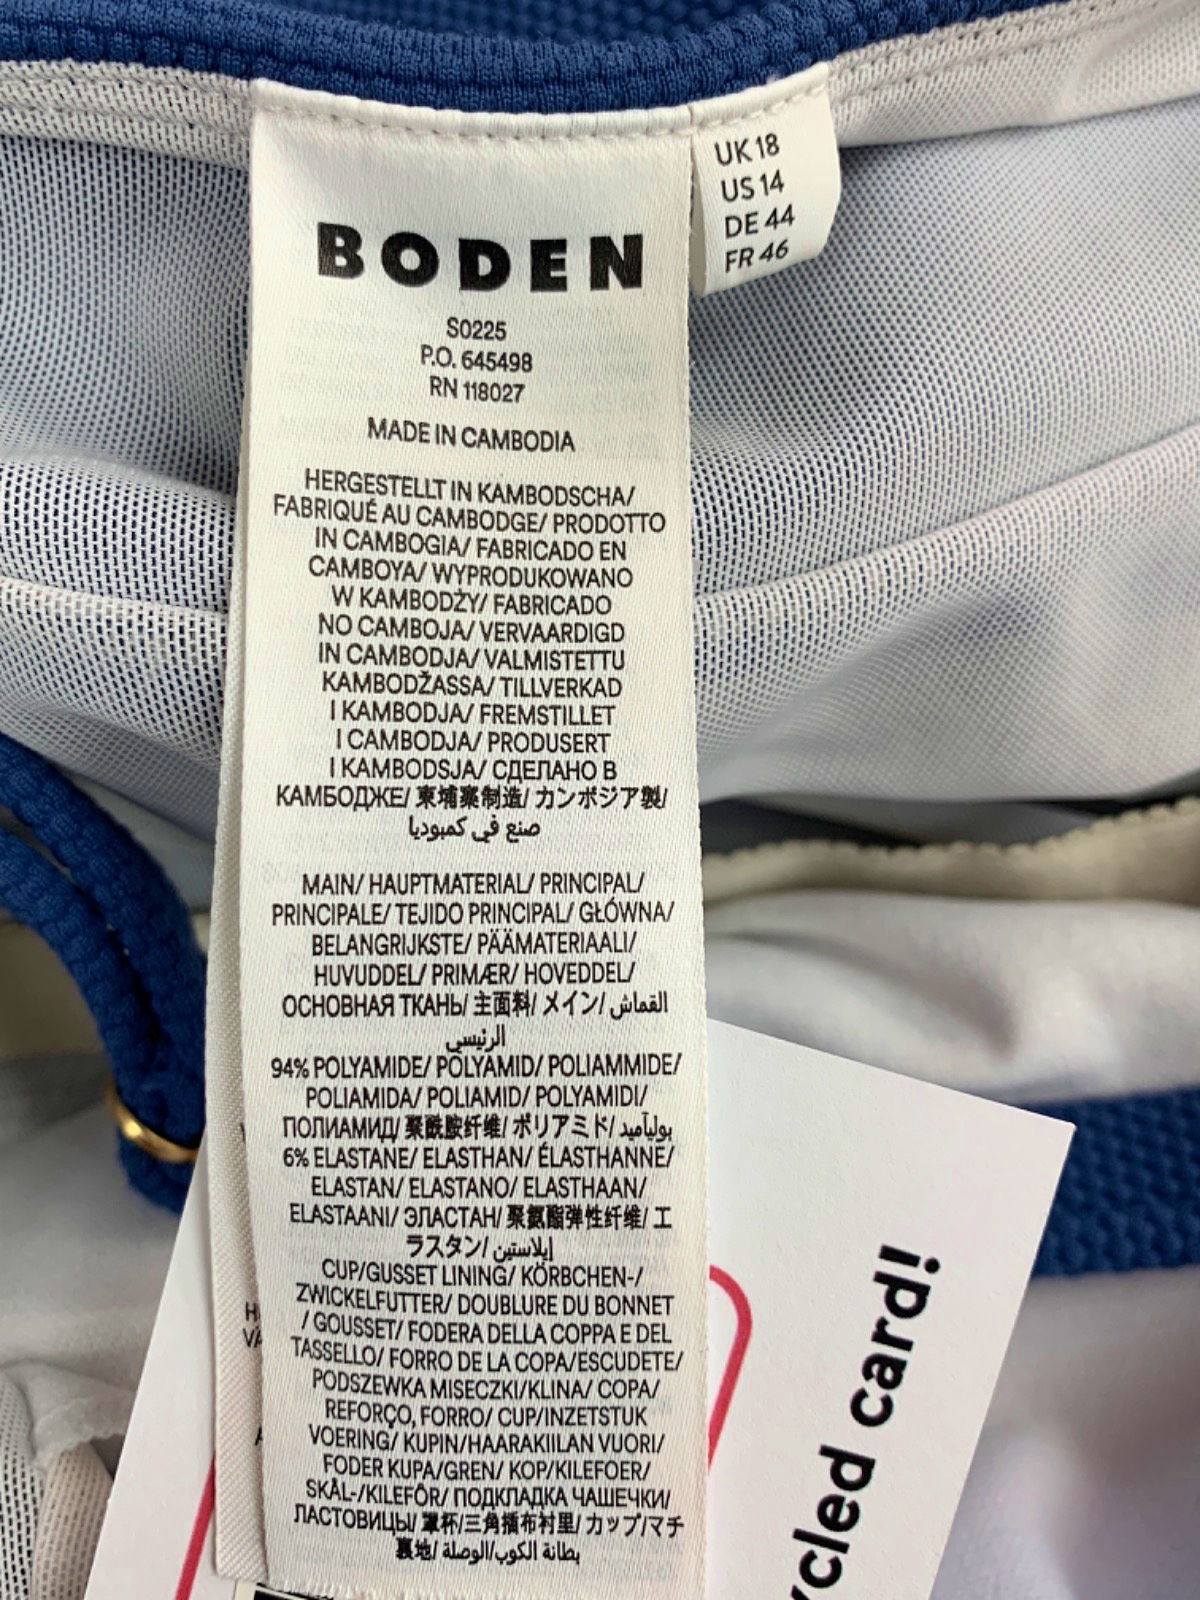 BODEN
S0225
P.O. 645498
RN 118027
MADE IN CAMBODIA
HERGESTELLT IN KAMBODSCHA/
FABRIQUÉ AU CAMBODGE/ PRODOTTO
IN CAMBOGIA/ FABRICADO EN
CAMBOYA/ WYPRODUKOWANO
W KAMBODŻY/ FABRICADO
NO CAMBOJA/ VERVAARDIGD
IN CAMBODJA/ VALMISTETTU
KAMBODŽASSA/ TILLVERKAD
I KAMBODJA/ FREMSTILLET
I CAMBODJA/ PRODUSERT
I KAMBODSJA/ СДЕЛАНО В
КАМБОДЖЕ/ 柬埔寨制造/ カンボジア製/
صنع في كمبوديا
MAIN/ HAUPTMATERIAL/ PRINCIPAL/
PRINCIPALE/ TEJIDO PRINCIPAL/ GŁÓWNA/
BELANGRIJKSTE/ PÄÄMATERIAALI/
HUVUDDEL/ PRIMÆR/ HOVEDDEL/
ОСНОВНАЯ ТКАНЬ/ 主面料/ メイン/ القماش
الرئيسي
94% POLYAMIDE/ POLYAMID/ POLIAMMIDE/
POLIAMIDA/ POLIAMID/ POLYAMIDI/
ПОЛИАМИД/ 聚酰胺纤维/ ポリアミド/ بولیآمید
6% ELASTANE/ ELASTHAN/ ÉLASTHANNE/
ELASTAN/ ELASTANO/ ELASTHAAN/
ELASTAANI/ ЭЛАСТАН/ 聚氨酯弹性纤维/ エ
ラスタン/ إيلاستين
CUP/GUSSET LINING/ KÖRBCHEN-/
ZWICKELFUTTER/ DOUBLURE DU BONNET
/ GOUSSET/ FODERA DELLA COPPA E DEL
TASSELLO/ FORRO DE LA COPA/ESCUDETE/
PODSZEWKA MISECZKI/KLINA/ COPA/
REFORÇO, FORRO/ CUP/INZETSTUK
VOERING/ KUPIN/HAARAKIILAN VUORI/
FODER KUPA/GREN/ KOP/KILEFOER/
SKÅL-/KILEFÔR/ ПОДКЛАДКА ЧАШЕЧКИ/
ЛАСТОВИЦЫ/ 罩杯/三角插布衬里/ カップ/マチ
裏地/ بطانة الكوب/الوصلة
UK 18
US 14
DE 44
FR 46
ycled card!